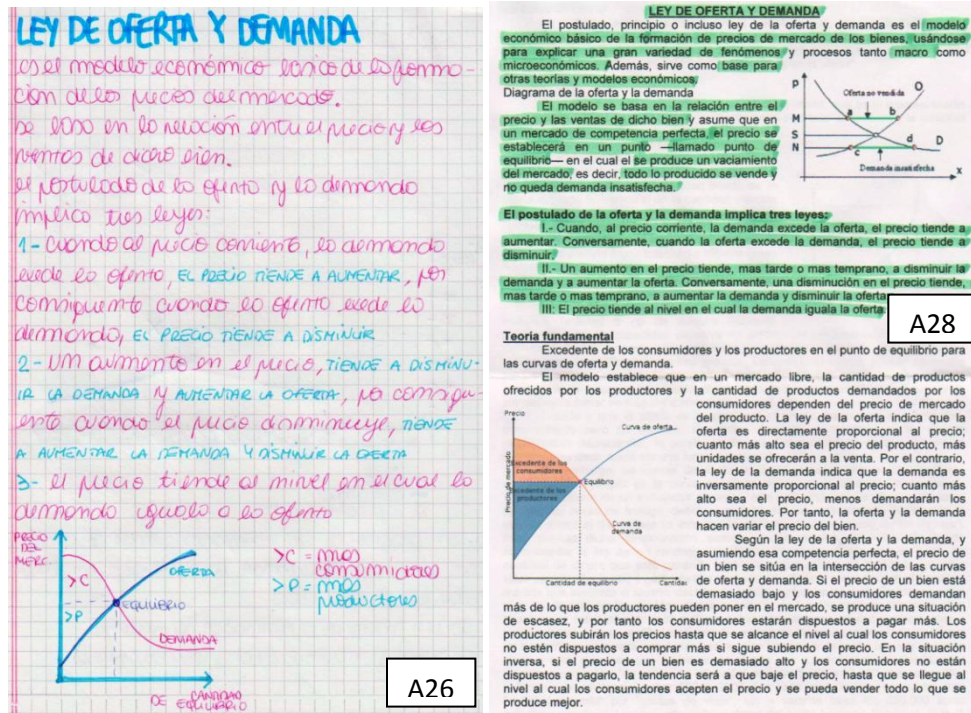 LEY DE OFERTA Y DEMANDA
es el modelo económico básico de la forma-
ción de los precios del mercado.
se basa en la relación entre el precio y las
ventas de dicho bien.
el postulado de la oferta y la demanda
implica tres leyes:
1- cuando al precio corriente, la demanda
excede la oferta, EL PRECIO TIENDE A AUMENTAR, por
consiguiente cuando la oferta excede la
demanda, EL PRECIO TIENDE A DISMINUIR
2- UM aumento en el precio, TIENDE A DISMINU-
IR LA DEMANDA Y AUMENTAR LA OFERTA, por consigui-
ente cuando el precio disminuye, TIENDE
A AUMENTAR LA DEMANDA Y DISMINUIR LA OFERTA
3- el precio tiende al nivel en el cual la
demanda iguala a la oferta
PRECIO
DEL
MERC.
>C
>P
OFERTA
EQUILIBRIO
DEMANDA
CANTIDAD
DE EQUILIBRIO
>C = mas
consumidores
>P = mas
productores
A26
LEY DE OFERTA Y DEMANDA
El postulado, principio o incluso ley de la oferta y demanda es el modelo
económico básico de la formación de precios de mercado de los bienes, usándose
para explicar una gran variedad de fenómenos y procesos tanto macro como
microeconómicos. Además, sirve como base para
otras teorías y modelos económicos.
Diagrama de la oferta y la demanda
El modelo se basa en la relación entre el
precio y las ventas de dicho bien y asume que en
un mercado de competencia perfecta, el precio se
establecerá en un punto —llamado punto de
equilibrio— en el cual el se produce un vaciamiento
del mercado, es decir, todo lo producido se vende y
no queda demanda insatisfecha.
P
O
Oferta no vendida
M
a
b
S
N
c
d
D
Demanda insatisfecha
x
El postulado de la oferta y la demanda implica tres leyes:
I.- Cuando, al precio corriente, la demanda excede la oferta, el precio tiende a
aumentar. Conversamente, cuando la oferta excede la demanda, el precio tiende a
disminuir.
II.- Un aumento en el precio tiende, mas tarde o mas temprano, a disminuir la
demanda y a aumentar la oferta. Conversamente, una disminución en el precio tiende,
mas tarde o mas temprano, a aumentar la demanda y disminuir la oferta
III: El precio tiende al nivel en el cual la demanda iguala la oferta.
A28
Teoría fundamental
Excedente de los consumidores y los productores en el punto de equilibrio para
las curvas de oferta y demanda.
El modelo establece que en un mercado libre, la cantidad de productos
ofrecidos por los productores y la cantidad de productos demandados por los
consumidores dependen del precio de mercado
del producto. La ley de la oferta indica que la
oferta es directamente proporcional al precio;
cuanto más alto sea el precio del producto, más
unidades se ofrecerán a la venta. Por el contrario,
la ley de la demanda indica que la demanda es
inversamente proporcional al precio; cuanto más
alto sea el precio, menos demandarán los
consumidores. Por tanto, la oferta y la demanda
hacen variar el precio del bien.
Según la ley de la oferta y la demanda, y
asumiendo esa competencia perfecta, el precio de
un bien se sitúa en la intersección de las curvas
de oferta y demanda. Si el precio de un bien está
demasiado bajo y los consumidores demandan
más de lo que los productores pueden poner en el mercado, se produce una situación
de escasez, y por tanto los consumidores estarán dispuestos a pagar más. Los
productores subirán los precios hasta que se alcance el nivel al cual los consumidores
no estén dispuestos a comprar más si sigue subiendo el precio. En la situación
inversa, si el precio de un bien es demasiado alto y los consumidores no están
dispuestos a pagarlo, la tendencia será a que baje el precio, hasta que se llegue al
nivel al cual los consumidores acepten el precio y se pueda vender todo lo que se
produce mejor.
Precio
Curva de oferta
Excedente de los
consumidores
Precio de mercado
Equilibrio
Excedente de los
productores
Curva de
demanda
Cantidad de equilibrio
Cantidad